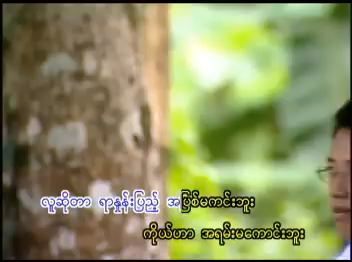 လူဆိုတာ ရာနှုန်းပြည့် အပြစ်မကင်းဘူး
ကိုယ်ဟာ အရမ်းမကောင်းဘူး